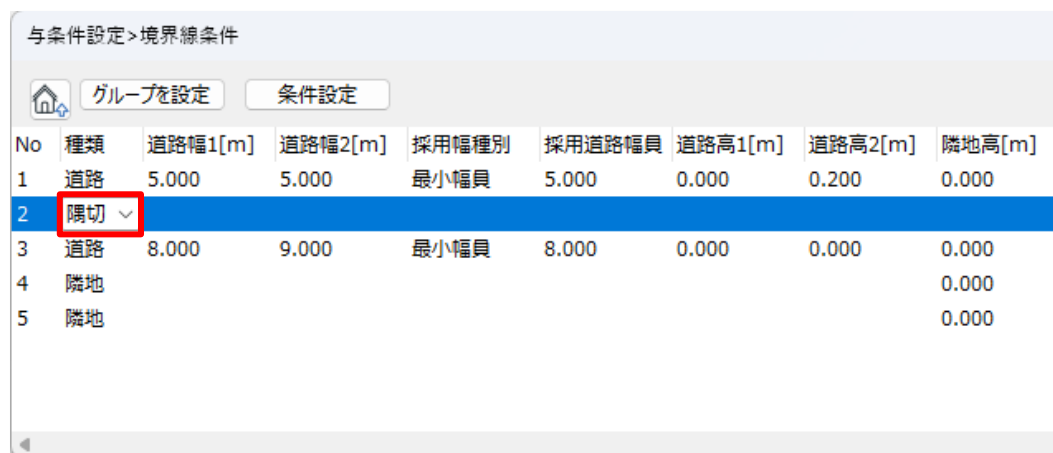 与条件設定>境界線条件
グループを設定 条件設定
No 種類 道路幅1[m] 道路幅2[m] 採用幅種別 採用道路幅員 道路高1[m] 道路高2[m] 隣地高[m]
1 道路 5.000 5.000 最小幅員 5.000 0.000 0.200 0.000
2 隅切
3 道路 8.000 9.000 最小幅員 8.000 0.000 0.000 0.000
4 隣地 0.000
5 隣地 0.000